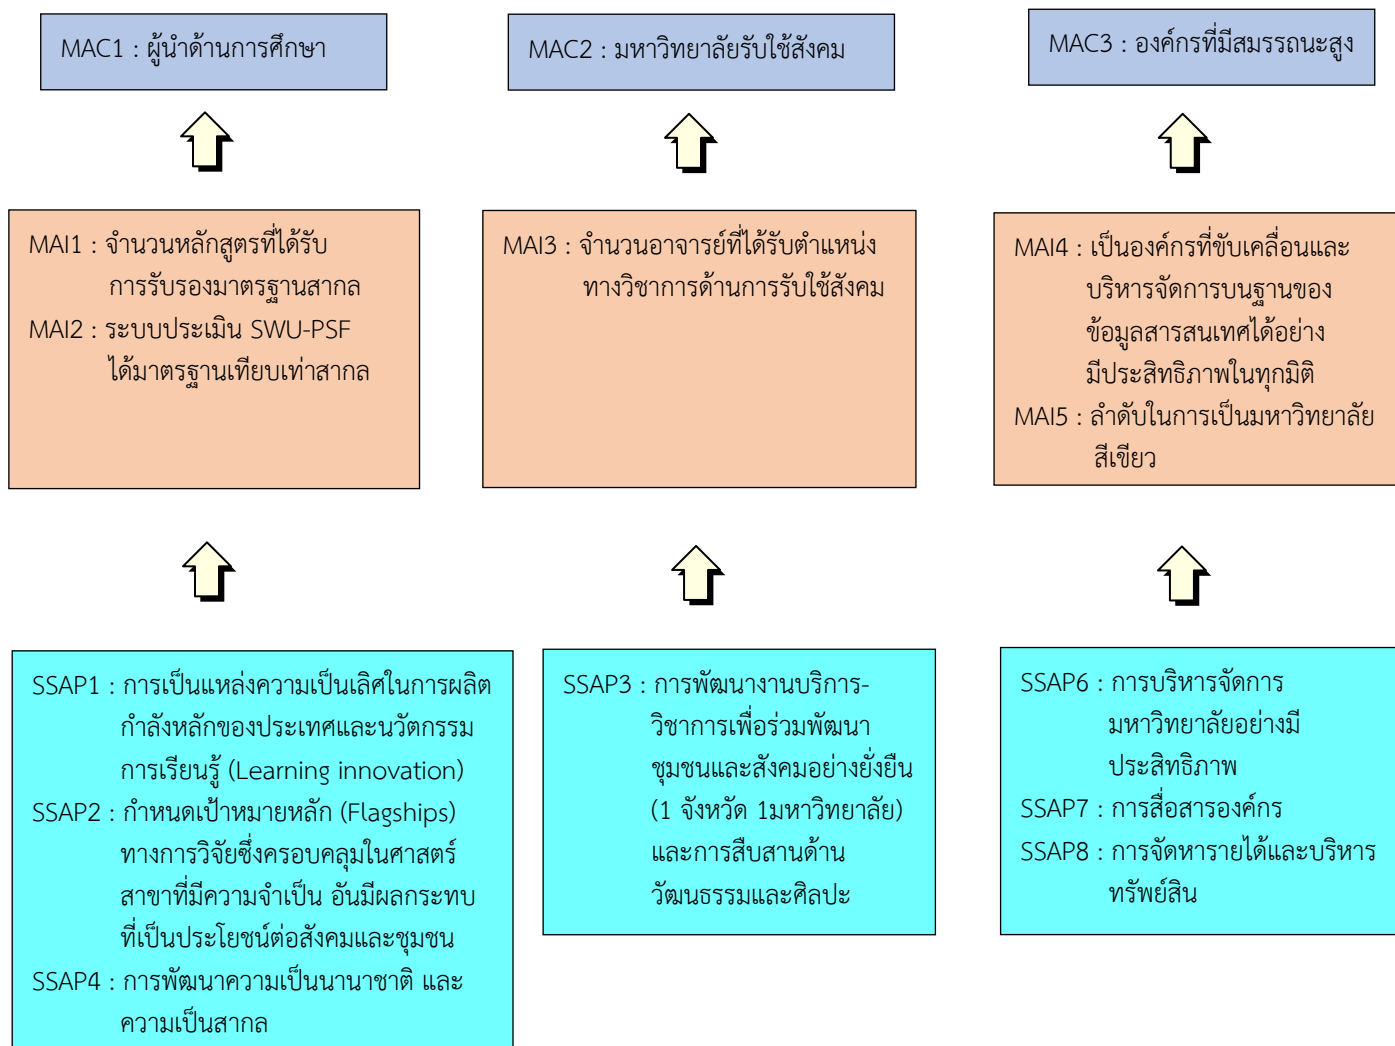 MAC1 : ผู้นำด้านการศึกษา
MAC2 : มหาวิทยาลัยรับใช้สังคม
MAC3 : องค์กรที่มีสมรรถนะสูง
MAI1 : จำนวนหลักสูตรที่ได้รับ
การรับรองมาตรฐานสากล
MAI2 : ระบบประเมิน SWU-PSF
ได้มาตรฐานเทียบเท่าสากล
MAI3 : จำนวนอาจารย์ที่ได้รับตำแหน่ง
ทางวิชาการด้านการรับใช้สังคม
MAI4 : เป็นองค์กรที่ขับเคลื่อนและ
บริหารจัดการบนฐานของ
ข้อมูลสารสนเทศได้อย่าง
มีประสิทธิภาพในทุกมิติ
MAI5 : ลำดับในการเป็นมหาวิทยาลัย
สีเขียว
SSAP1 : การเป็นแหล่งความเป็นเลิศในการผลิต
กำลังหลักของประเทศและนวัตกรรม
การเรียนรู้ (Learning innovation)
SSAP2 : กำหนดเป้าหมายหลัก (Flagships)
ทางการวิจัยซึ่งครอบคลุมในศาสตร์
สาขาที่มีความจำเป็น อันมีผลกระทบ
ที่เป็นประโยชน์ต่อสังคมและชุมชน
SSAP4 : การพัฒนาความเป็นนานาชาติ และ
ความเป็นสากล
SSAP3 : การพัฒนางานบริการ-
วิชาการเพื่อร่วมพัฒนา
ชุมชนและสังคมอย่างยั่งยืน
(1 จังหวัด 1มหาวิทยาลัย)
และการสืบสานด้าน
วัฒนธรรมและศิลปะ
SSAP6 : การบริหารจัดการ
มหาวิทยาลัยอย่างมี
ประสิทธิภาพ
SSAP7 : การสื่อสารองค์กร
SSAP8 : การจัดหารายได้และบริหาร
ทรัพย์สิน